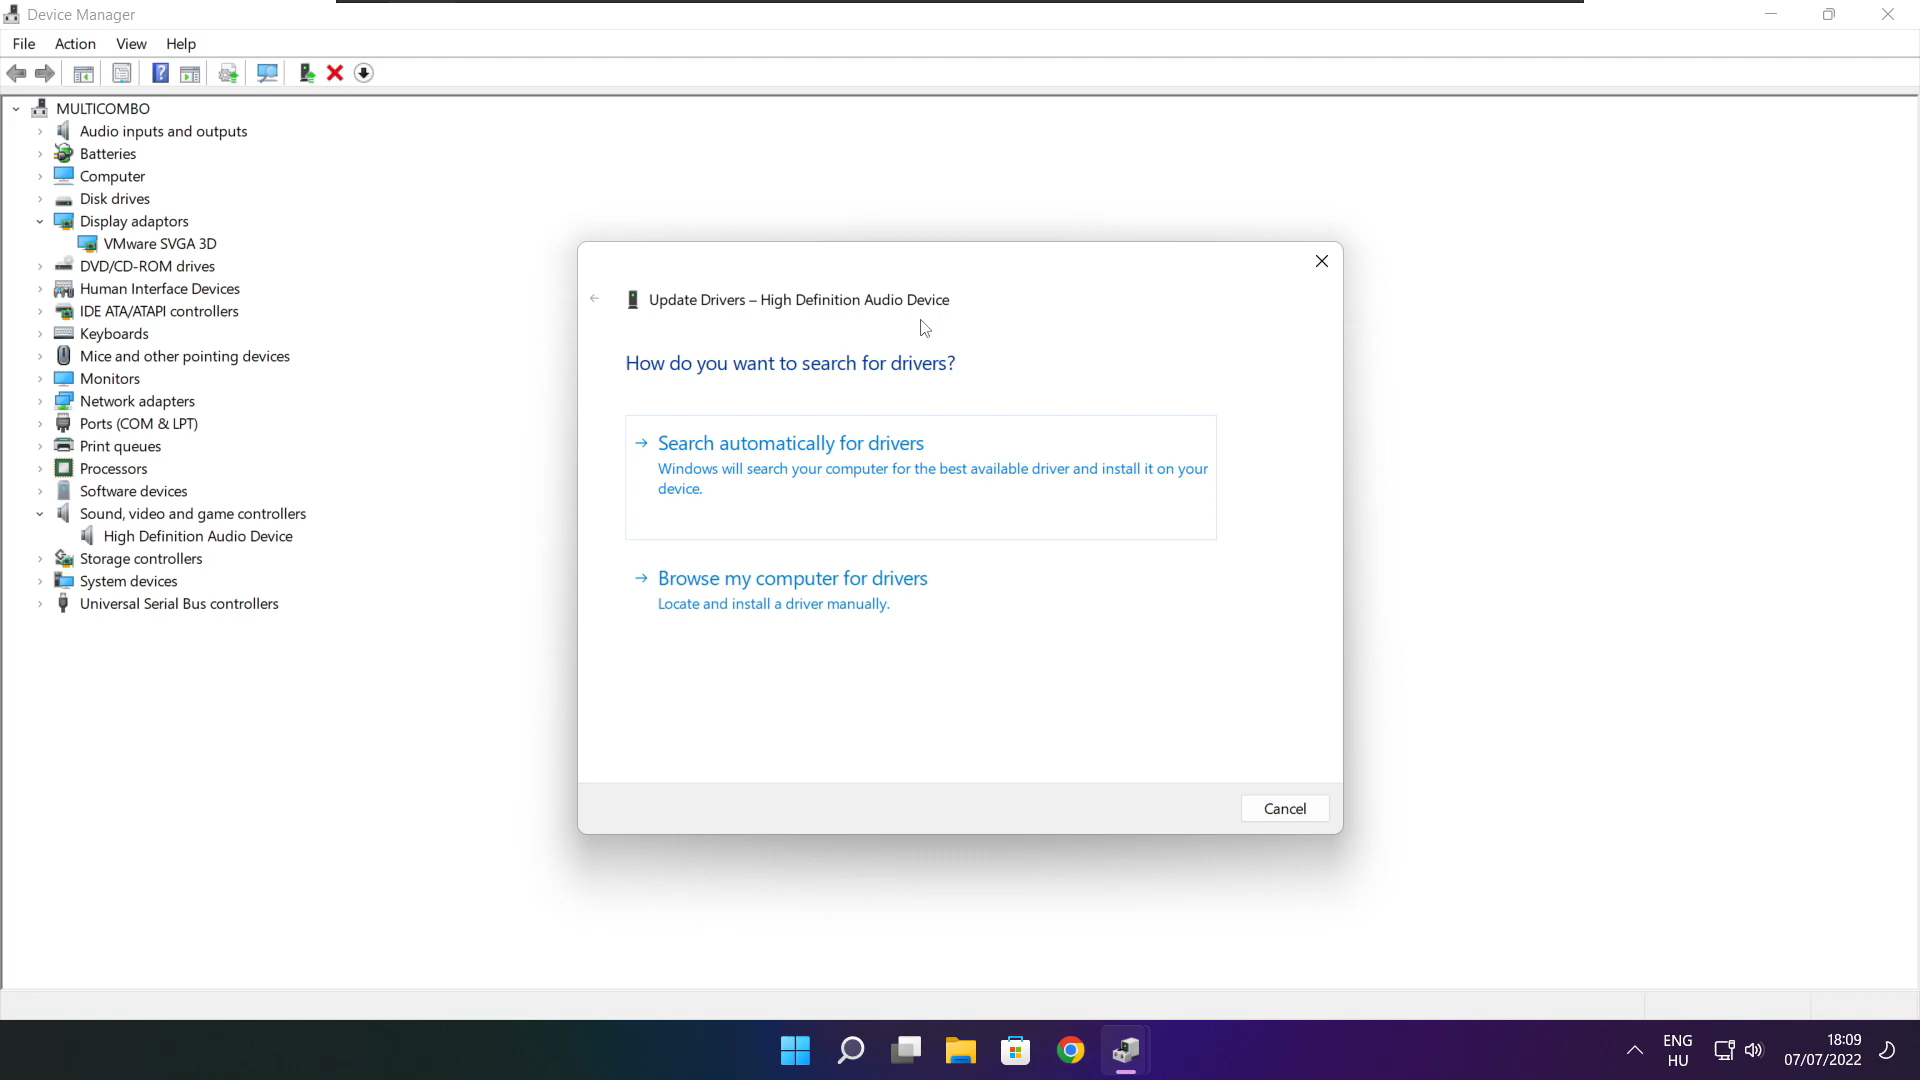 Device Manager
File Action View Help
MULTICOMBO
Audio inputs and outputs
Batteries
Computer
Disk drives
Display adaptors
VMware SVGA 3D
DVD/CD-ROM drives
Human Interface Devices
IDE ATA/ATAPI controllers
Keyboards
Mice and other pointing devices
Monitors
Network adapters
Ports (COM & LPT)
Print queues
Processors
Software devices
Sound, video and game controllers
High Definition Audio Device
Storage controllers
System devices
Universal Serial Bus controllers
Update Drivers – High Definition Audio Device
How do you want to search for drivers?
Search automatically for drivers
Windows will search your computer for the best available driver and install it on your
device.
Browse my computer for drivers
Locate and install a driver manually.
Cancel
ENG
HU
18:09
07/07/2022